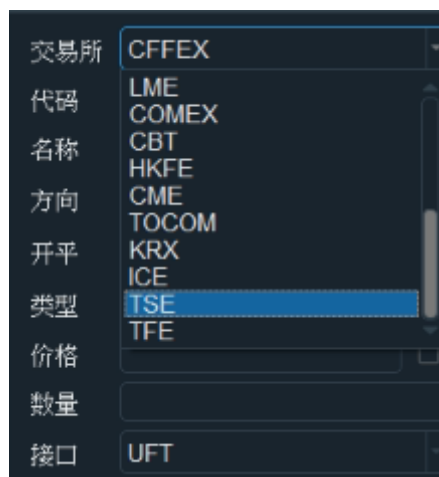 交易所 CFFEX
代码 LME
COMEX
名称 CBT
HKFE
方向 CME
TOCOM
开平 KRX
ICE
类型 TSE
TFE
价格
数量
接口 UFT